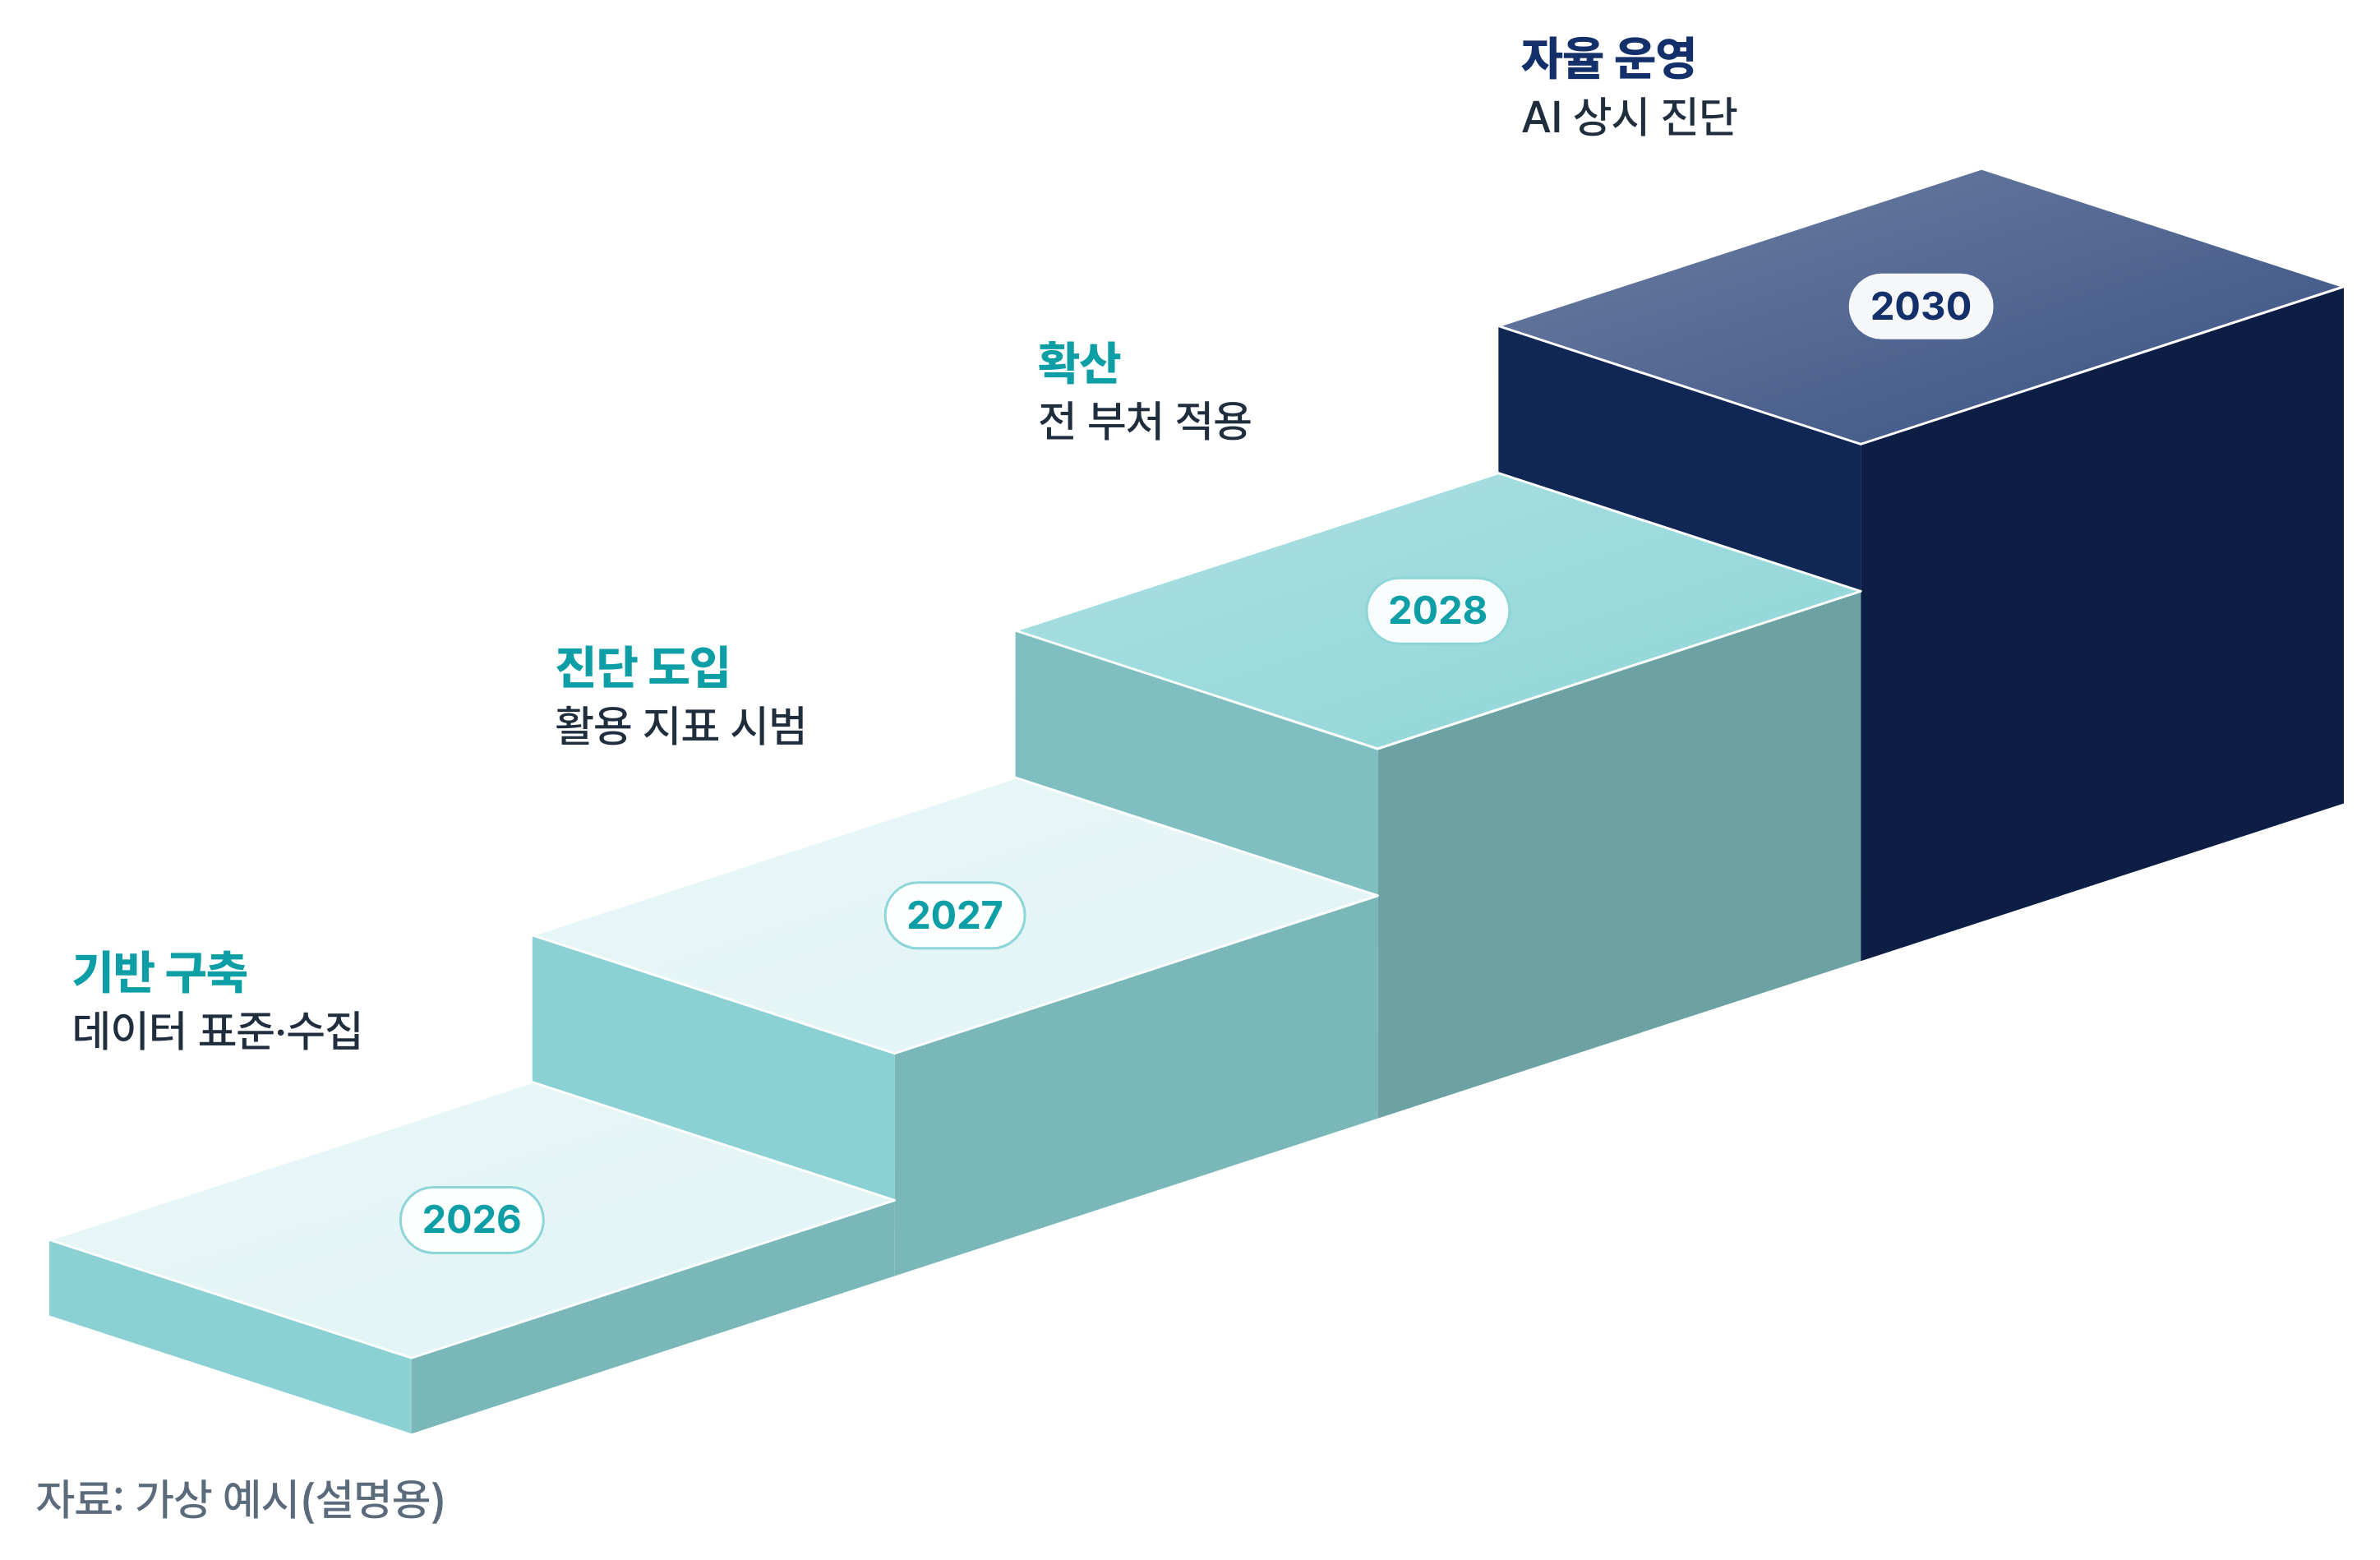 자율 운영
AI 상시 진단
2030
확산
전 부처 적용
2028
진단 도입
활용 지표 시범
2027
기반 구축
데이터 표준·수집
2026
자료: 가상 예시(설명용)